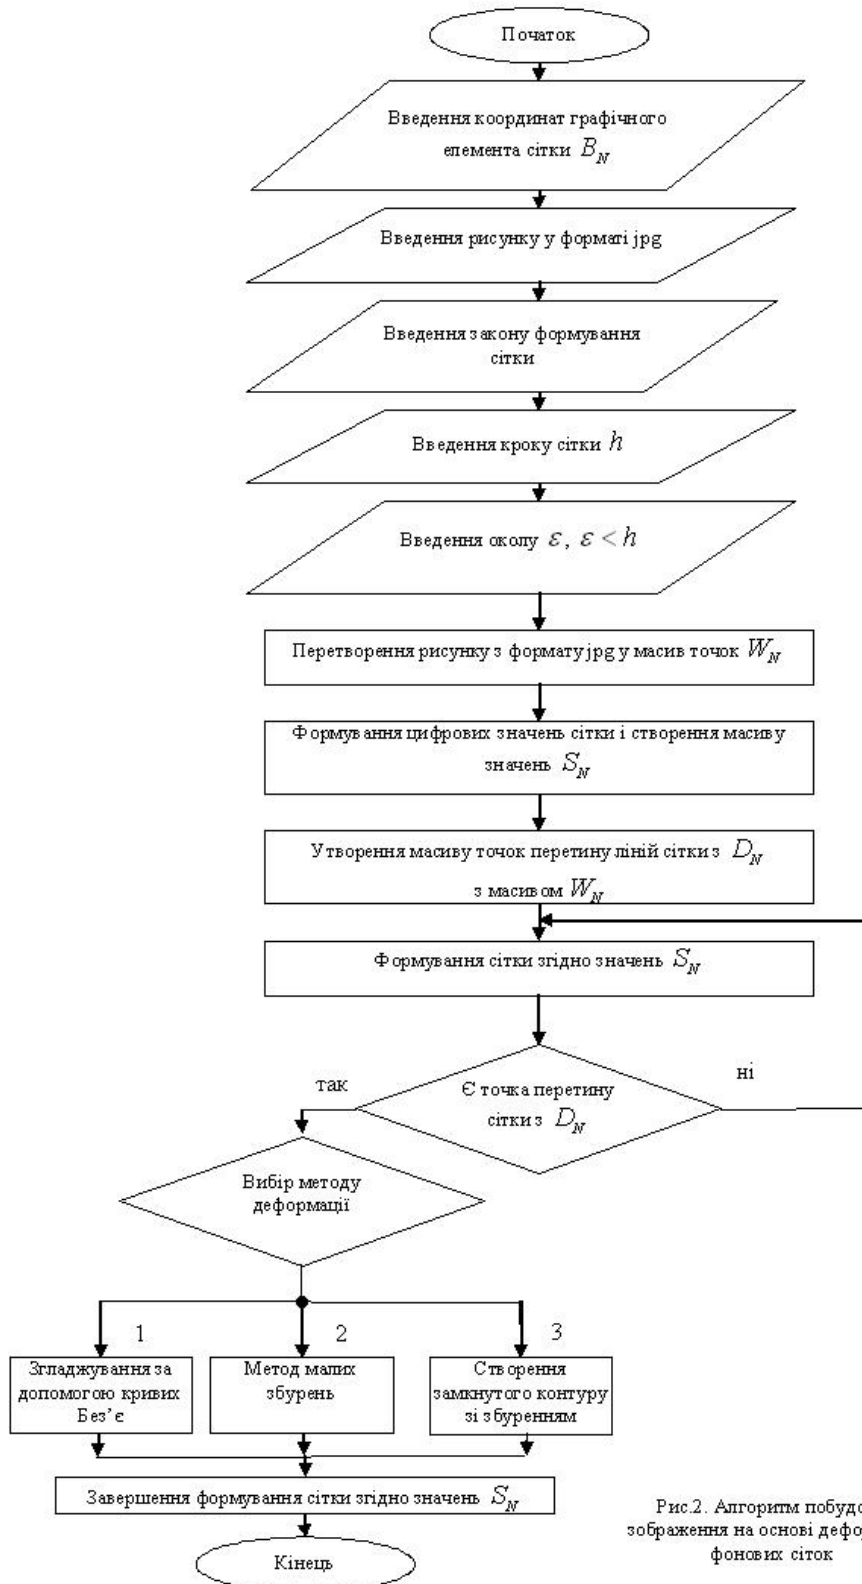 Початок
Введення координат графічного
елемента сітки B_N
Введення рисунку у форматі jpg
Введення закону формування
сітки
Введення кроку сітки h
Введення околу ε, ε < h
Перетворення рисунку з формату jpg у масив точок W_N
Формування цифрових значень сітки і створення масиву
значень S_N
Утворення масиву точок перетину ліній сітки з D_N
з масивом W_N
Формування сітки згідно значень S_N
так
Є точка перетину
сітки з D_N
ні
Вибір методу
деформації
1
2
3
Згладжування за
допомогою кривих
Без’є
Метод малих
збурень
Створення
замкнутого контуру
зі збуренням
Завершення формування сітки згідно значень S_N
Кінець
Рис.2. Алгоритм
зображення на основі
фонових сіток